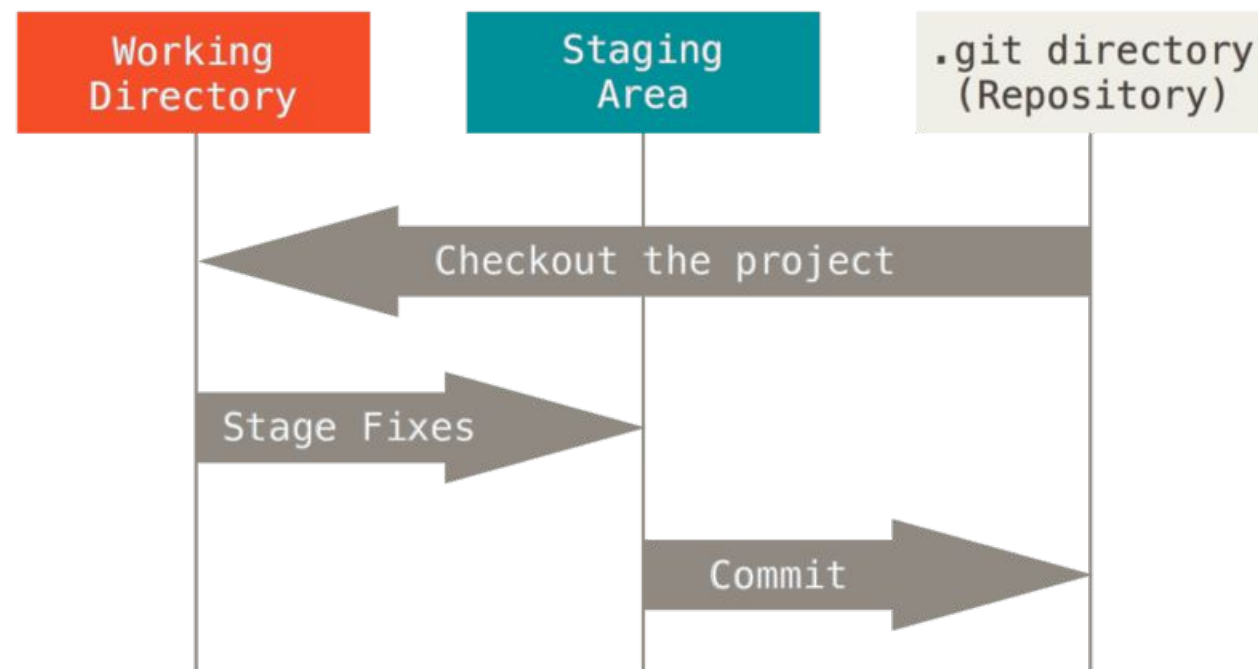 Working
Directory
Staging
Area
.git directory
(Repository)
Checkout the project
Stage Fixes
Commit